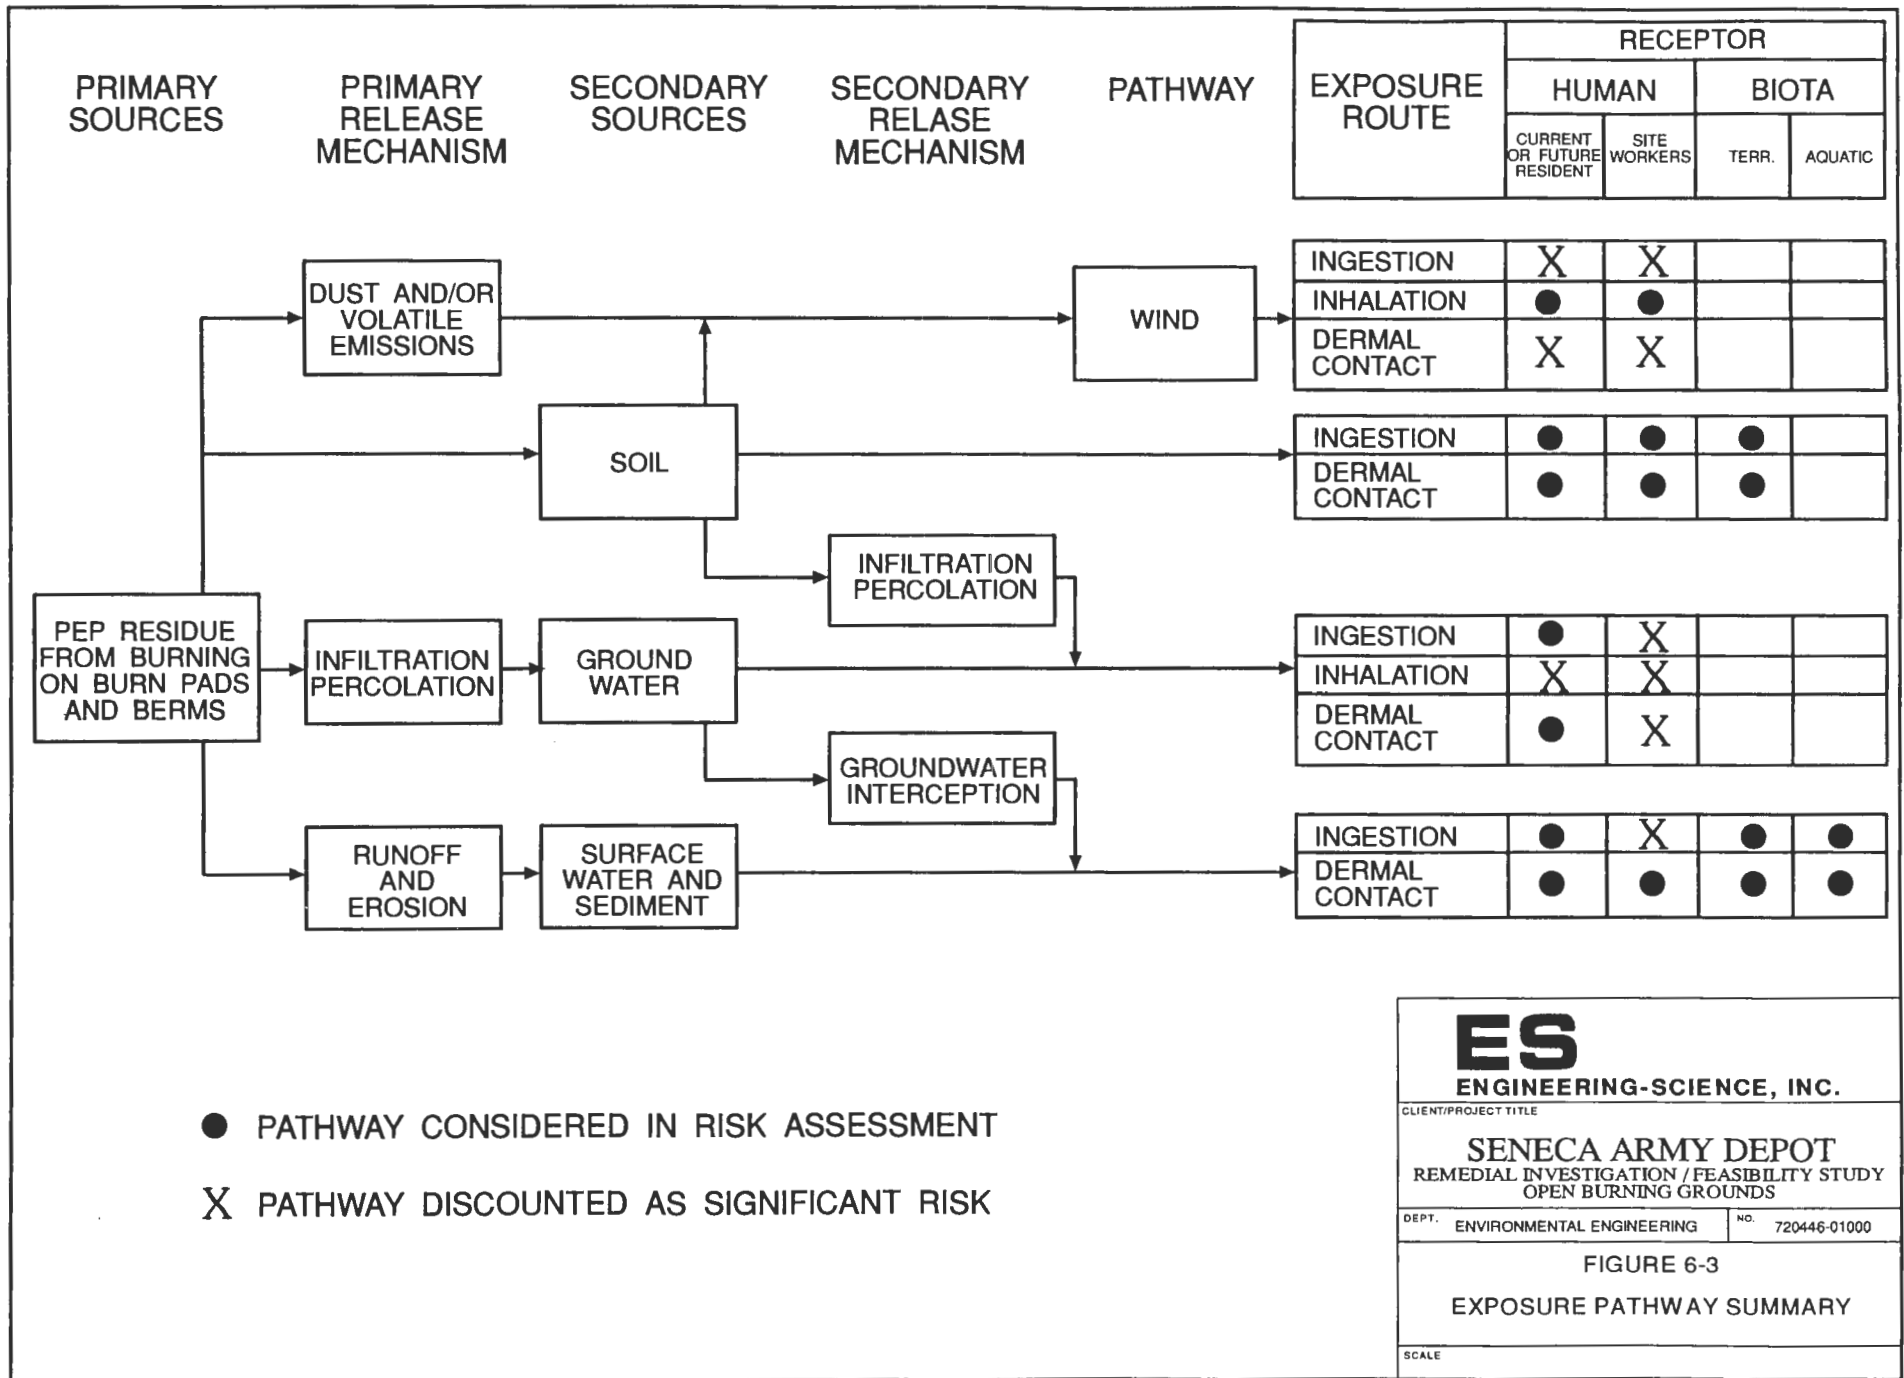 PRIMARY
SOURCES
PRIMARY
RELEASE
MECHANISM
SECONDARY
SOURCES
SECONDARY
RELASE
MECHANISM
PATHWAY
EXPOSURE
ROUTE
RECEPTOR
HUMAN
BIOTA
CURRENT
OR FUTURE
RESIDENT
SITE
WORKERS
TERR.
AQUATIC
DUST AND/OR
VOLATILE
EMISSIONS
WIND
INGESTION X X
INHALATION ● ●
DERMAL
CONTACT X X
SOIL
INGESTION ● ● ●
DERMAL
CONTACT ● ● ●
INFILTRATION
PERCOLATION
PEP RESIDUE
FROM BURNING
ON BURN PADS
AND BERMS
INFILTRATION
PERCOLATION
GROUND
WATER
INGESTION ● X
INHALATION X X
DERMAL
CONTACT ● X
GROUNDWATER
INTERCEPTION
RUNOFF
AND
EROSION
SURFACE
WATER AND
SEDIMENT
INGESTION ● X ● ●
DERMAL
CONTACT ● ● ● ●
● PATHWAY CONSIDERED IN RISK ASSESSMENT
X PATHWAY DISCOUNTED AS SIGNIFICANT RISK
ES
ENGINEERING-SCIENCE, INC.
CLIENT/PROJECT TITLE
SENECA ARMY DEPOT
REMEDIAL INVESTIGATION / FEASIBILITY STUDY
OPEN BURNING GROUNDS
DEPT. ENVIRONMENTAL ENGINEERING NO. 720446-01000
FIGURE 6-3
EXPOSURE PATHWAY SUMMARY
SCALE